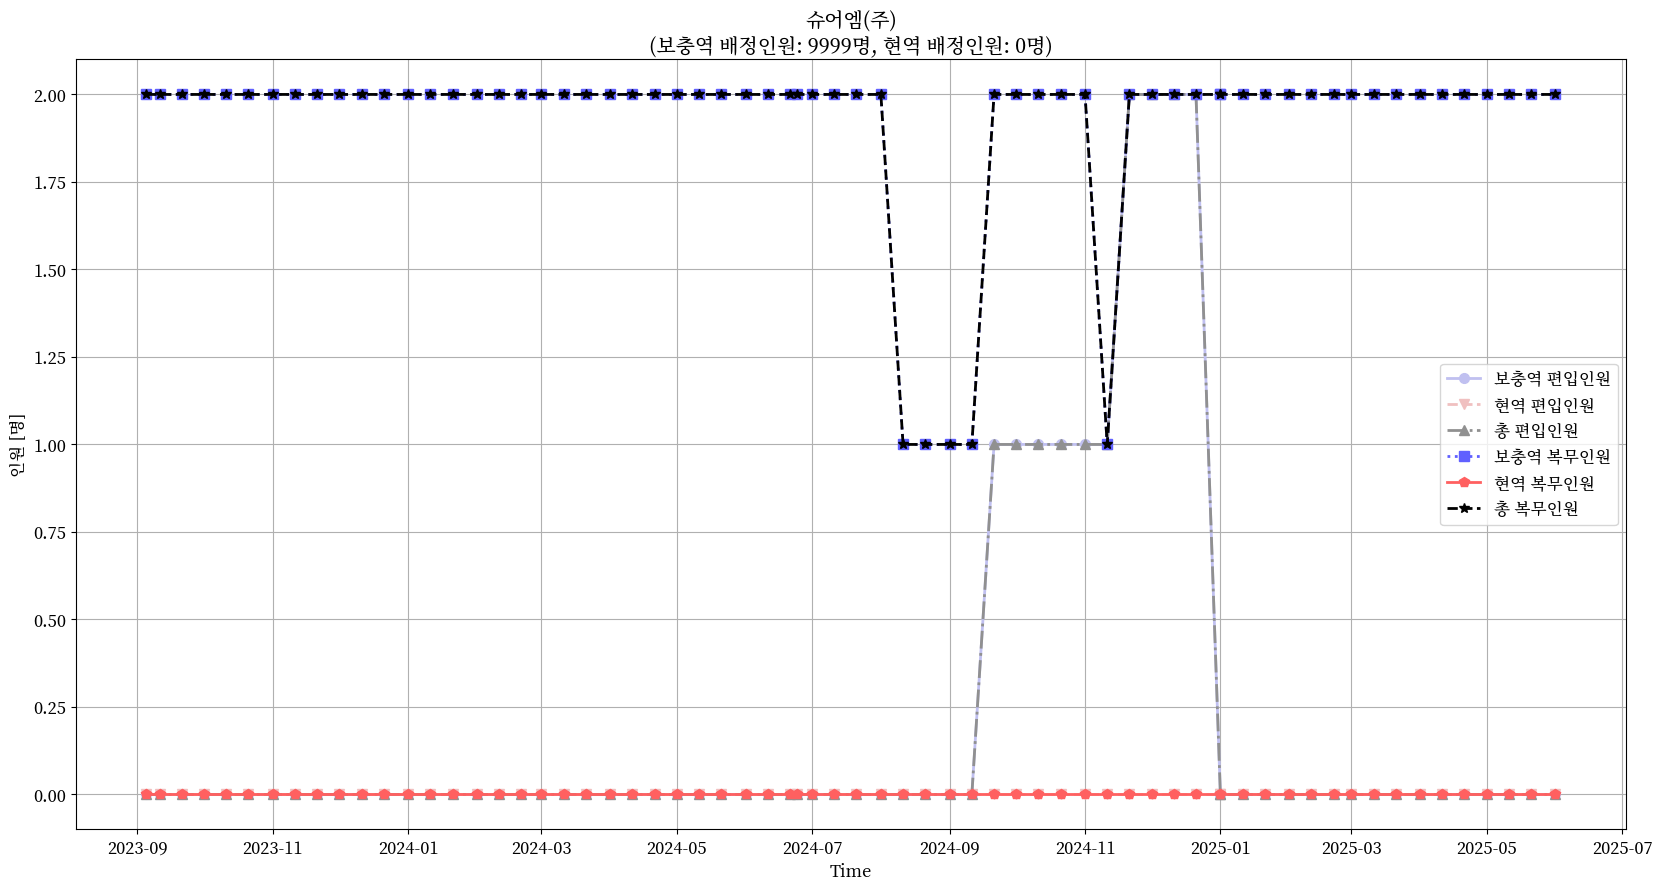 슈어엠(주)
(보충역 배정인원: 9999명, 현역 배정인원: 0명)
인원 [명]
2.00
1.75
1.50
1.25
1.00
0.75
0.50
0.25
0.00
보충역 편입인원
현역 편입인원
총 편입인원
보충역 복무인원
현역 복무인원
총 복무인원
2023-09
2023-11
2024-01
2024-03
2024-05
2024-07
2024-09
2024-11
2025-01
2025-03
2025-05
2025-07
Time